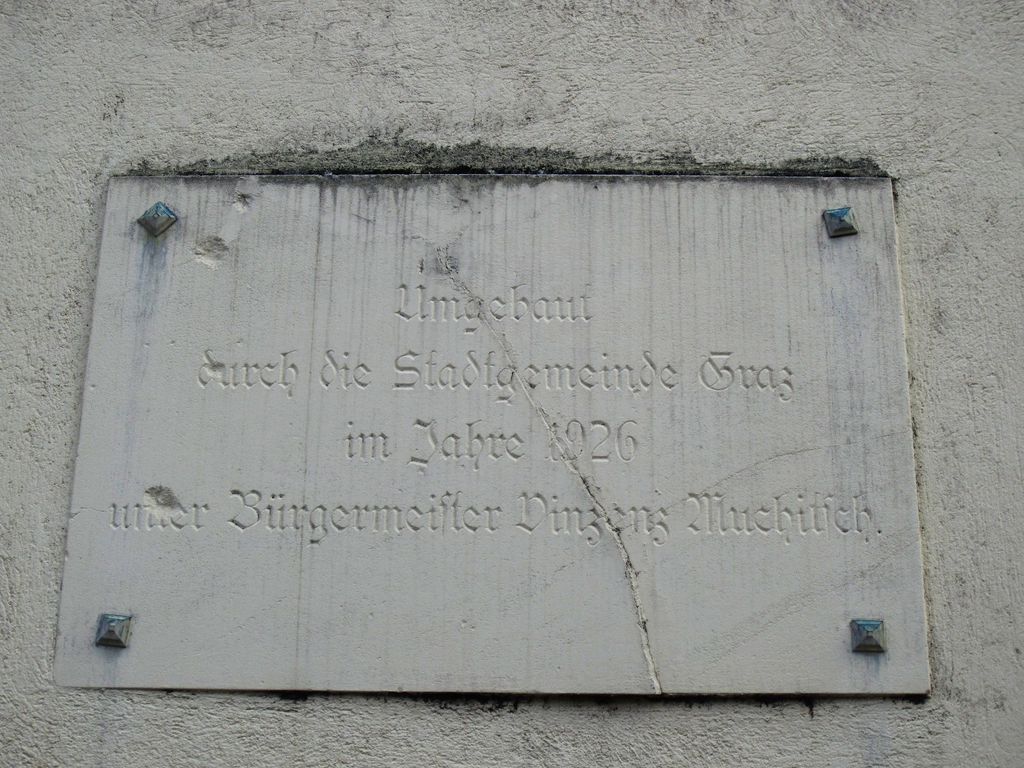 Umgebaut
durch die Stadtgemeinde Graz
im Jahre 1926
unter Bürgermeister Vinzenz Muchitsch.